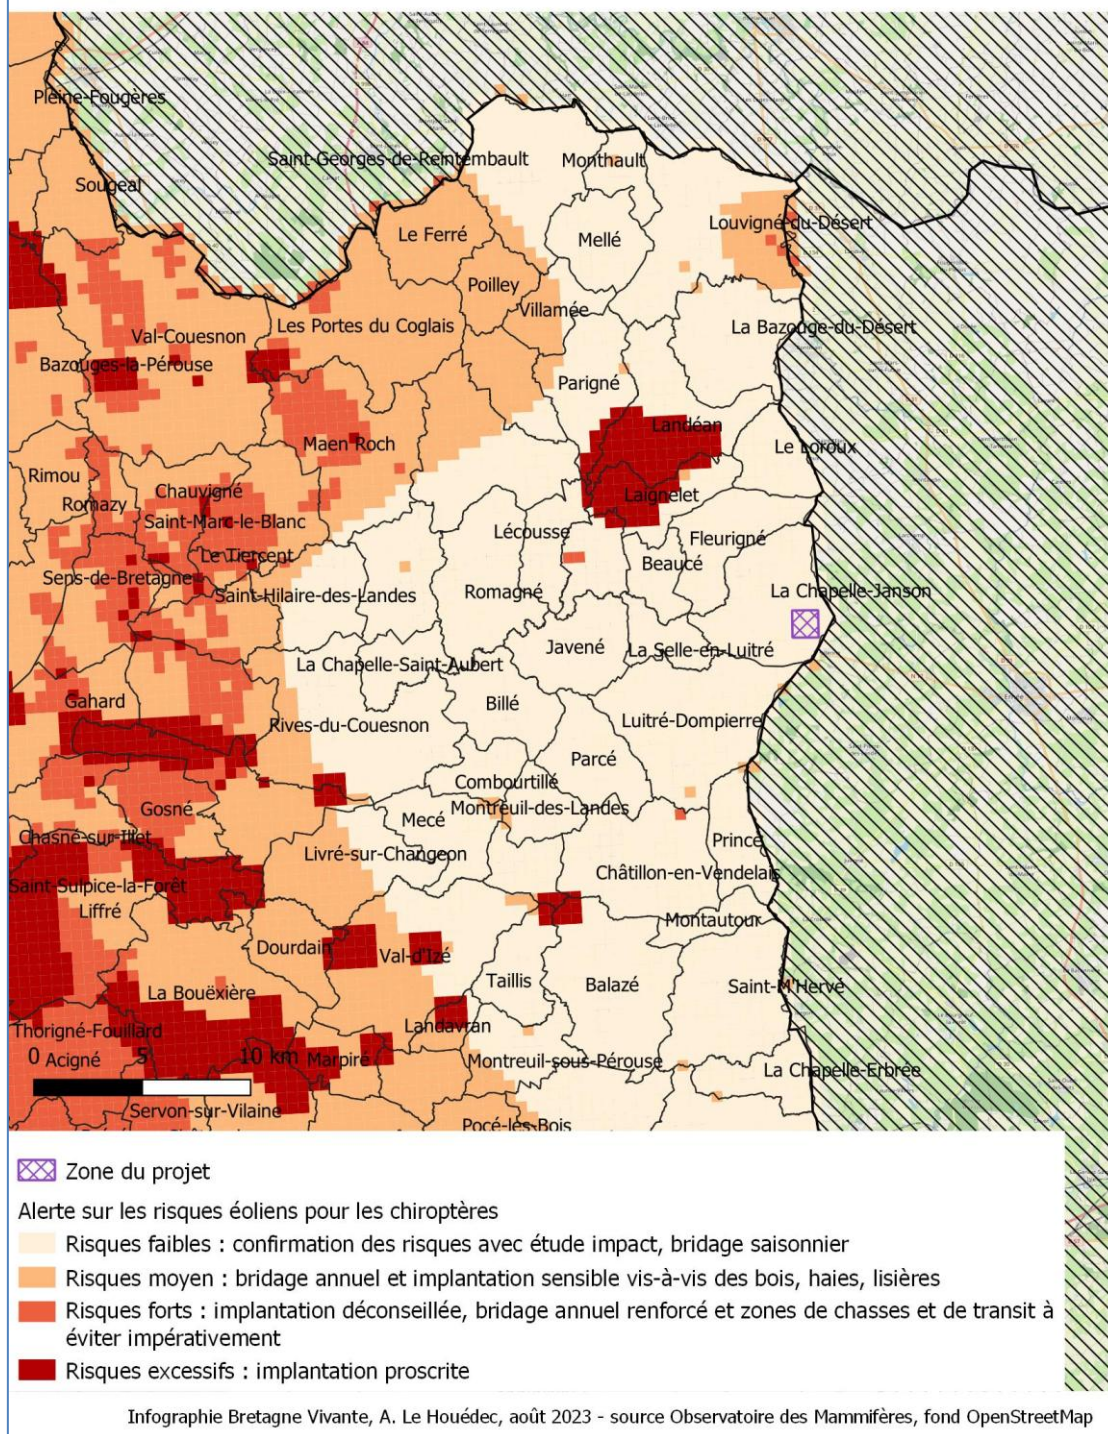 Pleine-Fougères
Saint-Georges-de-Reintembault
Monthault
Sougeal
Louvigné-du-Désert
Le Ferré
Mellé
Poilley
Villamée
Les Portes du Coglais
La Bazouge-du-Désert
Val-Couesnon
Bazouges-la-Pérouse
Parigné
Landéan
Maen Roch
Le Loroux
Rimou
Chauvigné
Laignelet
Romazy
Saint-Marc-le-Blanc
Lécousse
Fleurigné
Le Tiercent
Beaucé
Sens-de-Bretagne
Saint-Hilaire-des-Landes
Romagné
La Chapelle-Janson
Javené
La Selle-en-Luitré
La Chapelle-Saint-Aubert
Gahard
Billé
Rives-du-Couesnon
Luitré-Dompierre
Parcé
Combourtillé
Gosné
Montreuil-des-Landes
Mecé
Chasné-sur-Illet
Princé
Livré-sur-Changeon
Châtillon-en-Vendelais
Saint-Sulpice-la-Forêt
Liffré
Montautour
Dourdain
Val-d'Izé
Taillis
Balazé
Saint-M'Hervé
La Bouëxière
Landavran
Thorigné-Fouillard
0 Acigné 5 10 km
Marpiré
Montreuil-sous-Pérouse
La Chapelle-Erbrée
Servon-sur-Vilaine
Pocé-les-Bois
Zone du projet
Alerte sur les risques éoliens pour les chiroptères
Risques faibles : confirmation des risques avec étude impact, bridage saisonnier
Risques moyen : bridage annuel et implantation sensible vis-à-vis des bois, haies, lisières
Risques forts : implantation déconseillée, bridage annuel renforcé et zones de chasses et de transit à
éviter impérativement
Risques excessifs : implantation proscrite
Infographie Bretagne Vivante, A. Le Houédec, août 2023 - source Observatoire des Mammifères, fond OpenStreetMap